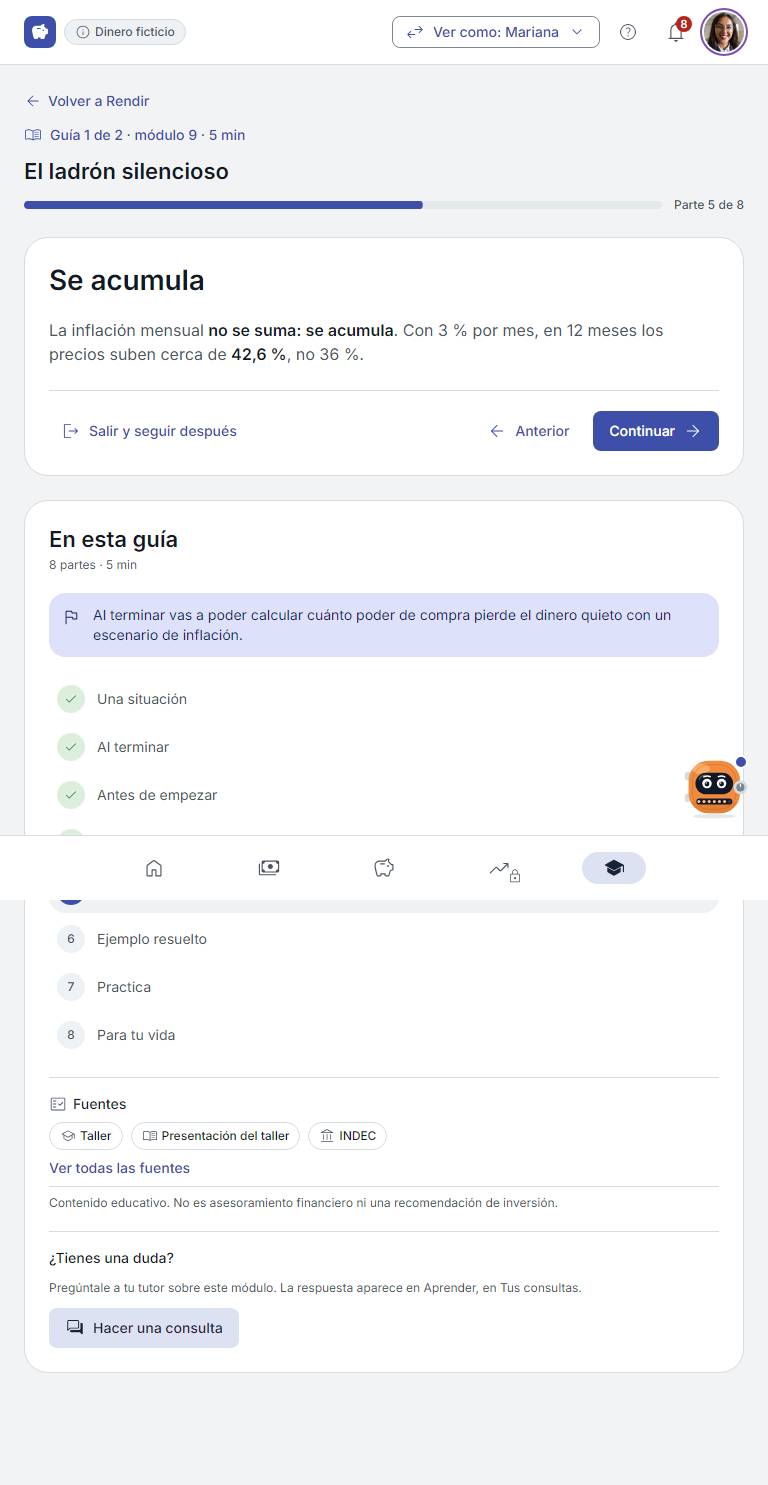 Dinero ficticio
Ver como: Mariana
8
Volver a Rendir
Guía 1 de 2 · módulo 9 · 5 min
El ladrón silencioso
Parte 5 de 8
Se acumula
La inflación mensual no se suma: se acumula. Con 3 % por mes, en 12 meses los
precios suben cerca de 42,6 %, no 36 %.
Salir y seguir después
Anterior
Continuar
En esta guía
8 partes · 5 min
Al terminar vas a poder calcular cuánto poder de compra pierde el dinero quieto con un
escenario de inflación.
Una situación
Al terminar
Antes de empezar
6 Ejemplo resuelto
7 Practica
8 Para tu vida
Fuentes
Taller
Presentación del taller
INDEC
Ver todas las fuentes
Contenido educativo. No es asesoramiento financiero ni una recomendación de inversión.
¿Tienes una duda?
Pregúntale a tu tutor sobre este módulo. La respuesta aparece en Aprender, en Tus consultas.
Hacer una consulta